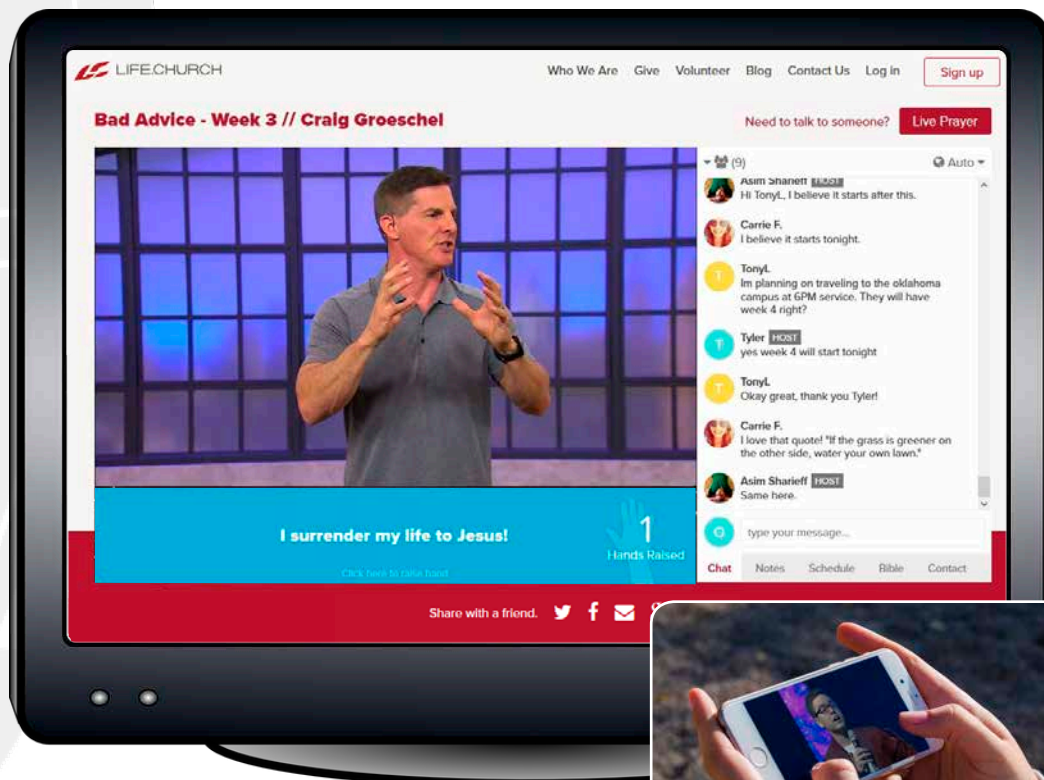 LIFE.CHURCH
Who We Are Give Volunteer Blog Contact Us Log in Sign up
Bad Advice - Week 3 // Craig Groeschel
Need to talk to someone? Live Prayer
(9) Auto
Asim Sharieff HOST
Hi TonyL, I believe it starts after this.
Carrie F.
I believe it starts tonight.
T
TonyL
Im planning on traveling to the oklahoma
campus at 6PM service. They will have
week 4 right?
T
Tyler HOST
yes week 4 will start tonight
T
TonyL
Okay great, thank you Tyler!
Carrie F.
I love that quote! "If the grass is greener on
the other side, water your own lawn."
Asim Sharieff HOST
Same here.
type your message...
Chat Notes Schedule Bible Contact
I surrender my life to Jesus!
1
Hands Raised
Click here to raise hand
Share with a friend.